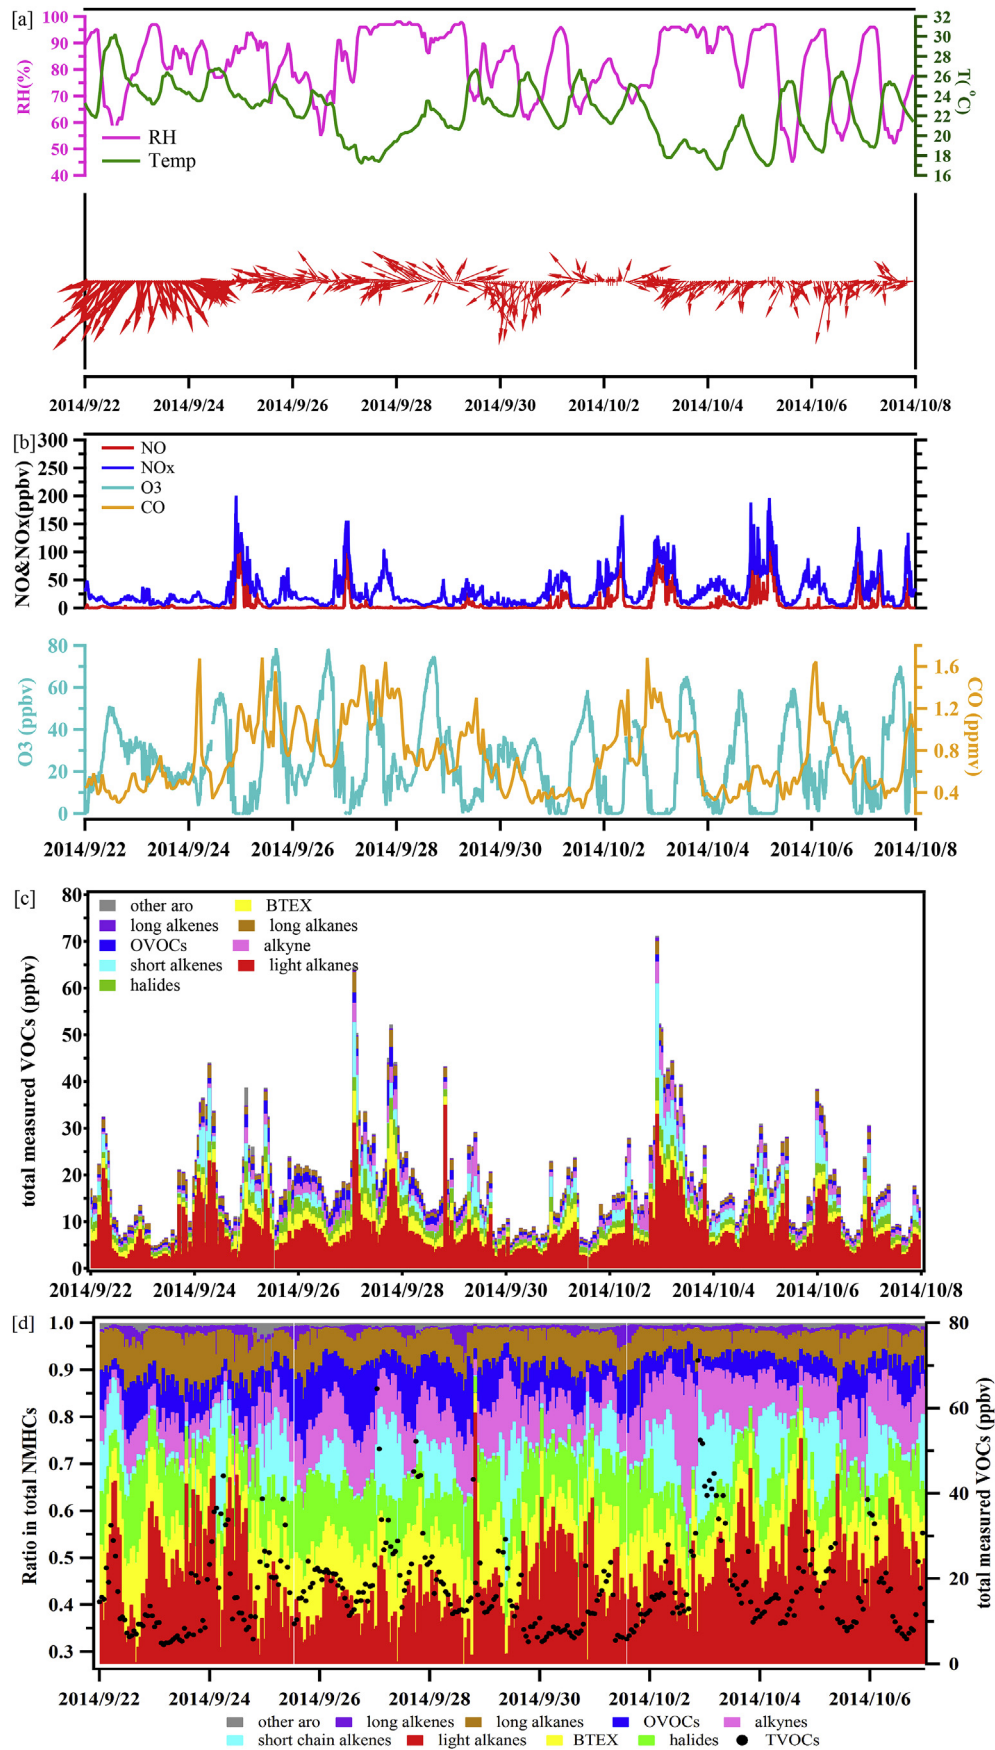 [a]
100
90
80
70
60
50
40
RH(%)
32
30
28
26
24
22
20
18
16
T(°C)
RH
Temp
2014/9/22 2014/9/24 2014/9/26 2014/9/28 2014/9/30 2014/10/2 2014/10/4 2014/10/6 2014/10/8
[b]
300
250
200
150
100
50
0
NO&NOx(ppbv)
NO
NOx
O3
CO
80
60
40
20
0
O3 (ppbv)
1.6
1.2
0.8
0.4
CO (ppmv)
2014/9/22 2014/9/24 2014/9/26 2014/9/28 2014/9/30 2014/10/2 2014/10/4 2014/10/6 2014/10/8
[c]
80
70
60
50
40
30
20
10
0
total measured VOCs (ppbv)
other aro BTEX
long alkenes long alkanes
OVOCs alkyne
short alkenes light alkanes
halides
2014/9/22 2014/9/24 2014/9/26 2014/9/28 2014/9/30 2014/10/2 2014/10/4 2014/10/6 2014/10/8
[d]
1.0
0.9
0.8
0.7
0.6
0.5
0.4
0.3
Ratio in total NMHCs
80
60
40
20
0
total measured VOCs (ppbv)
2014/9/22 2014/9/24 2014/9/26 2014/9/28 2014/9/30 2014/10/2 2014/10/4 2014/10/6
other aro long alkenes long alkanes OVOCs alkynes
short chain alkenes light alkanes BTEX halides TVOCs